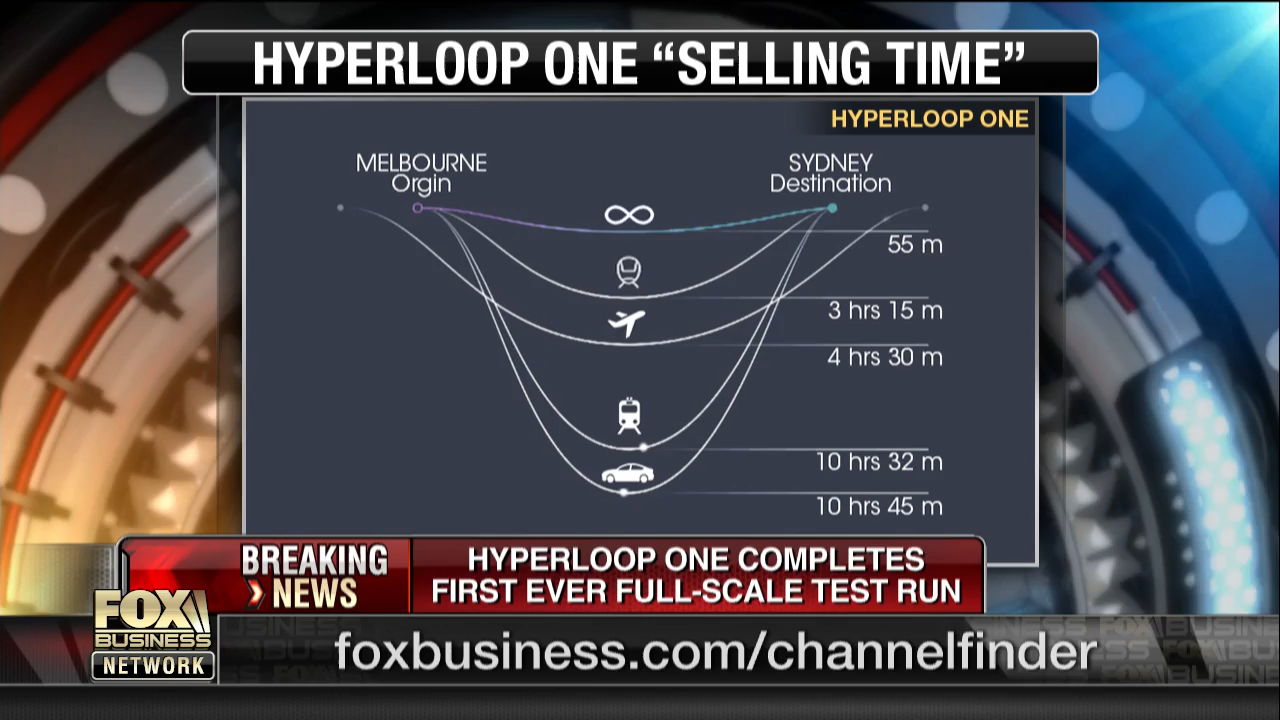 HYPERLOOP ONE “SELLING TIME”
HYPERLOOP ONE
MELBOURNE
Orgin
SYDNEY
Destination
55 m
3 hrs 15 m
4 hrs 30 m
10 hrs 32 m
10 hrs 45 m
BREAKING
NEWS
HYPERLOOP ONE COMPLETES
FIRST EVER FULL-SCALE TEST RUN
FOX
BUSINESS
NETWORK
foxbusiness.com/channelfinder